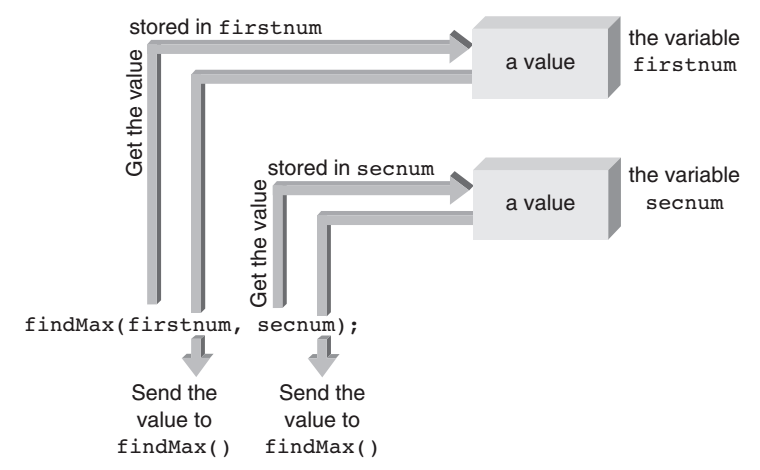 stored in firstnum
Get the value
a value
the variable
firstnum
stored in secnum
Get the value
a value
the variable
secnum
findMax(firstnum, secnum);
Send the
value to
findMax()
Send the
value to
findMax()